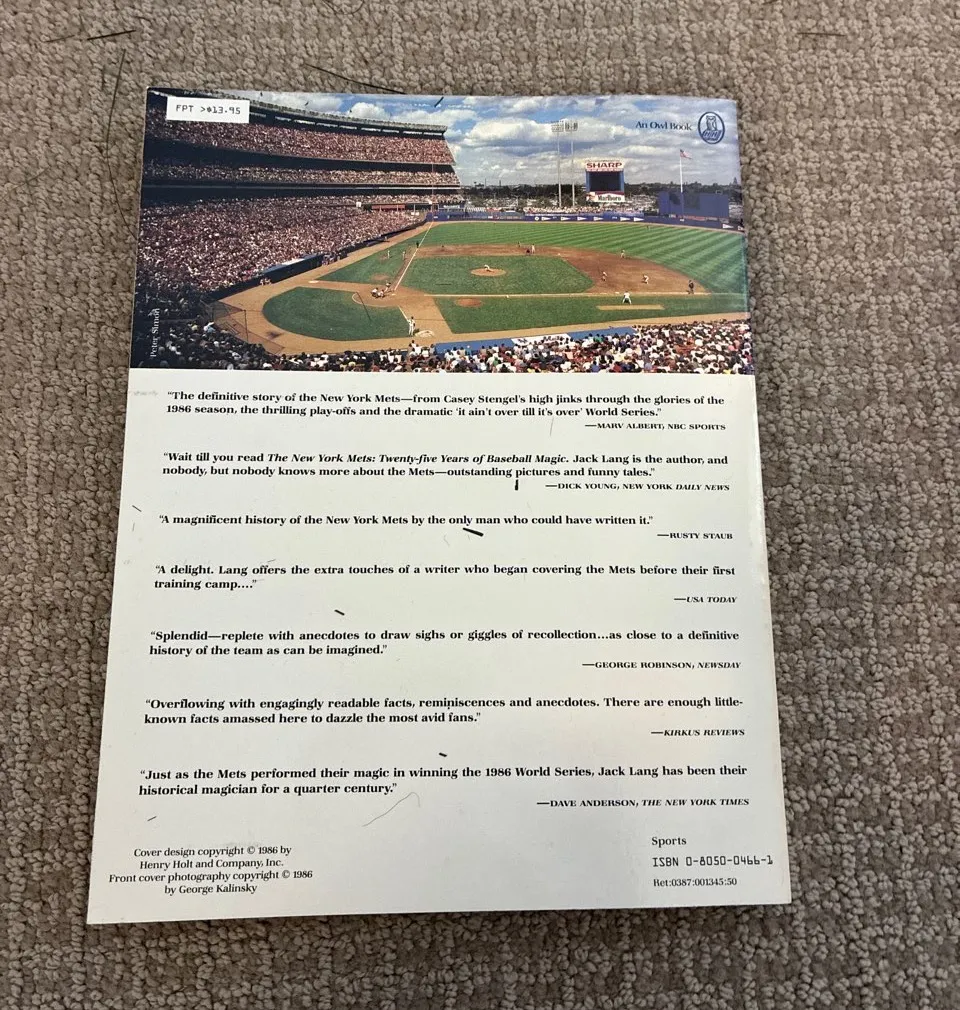 FPT >$13.95
An Owl Book
SHARP
Marlboro
Peter Simon
"The definitive story of the New York Mets—from Casey Stengel's high jinks through the glories of the
1986 season, the thrilling play-offs and the dramatic 'it ain't over till it's over' World Series."
—MARV ALBERT, NBC SPORTS
"Wait till you read The New York Mets: Twenty-five Years of Baseball Magic. Jack Lang is the author, and
nobody, but nobody knows more about the Mets—outstanding pictures and funny tales."
—DICK YOUNG, NEW YORK DAILY NEWS
"A magnificent history of the New York Mets by the only man who could have written it."
—RUSTY STAUB
"A delight. Lang offers the extra touches of a writer who began covering the Mets before their first
training camp...."
—USA TODAY
"Splendid—replete with anecdotes to draw sighs or giggles of recollection...as close to a definitive
history of the team as can be imagined."
—GEORGE ROBINSON, NEWSDAY
"Overflowing with engagingly readable facts, reminiscences and anecdotes. There are enough little-
known facts amassed here to dazzle the most avid fans."
—KIRKUS REVIEWS
"Just as the Mets performed their magic in winning the 1986 World Series, Jack Lang has been their
historical magician for a quarter century."
—DAVE ANDERSON, THE NEW YORK TIMES
Cover design copyright © 1986 by
Henry Holt and Company, Inc.
Front cover photography copyright © 1986
by George Kalinsky
Sports
ISBN 0-8050-0466-1
Ret:0387:001345:50